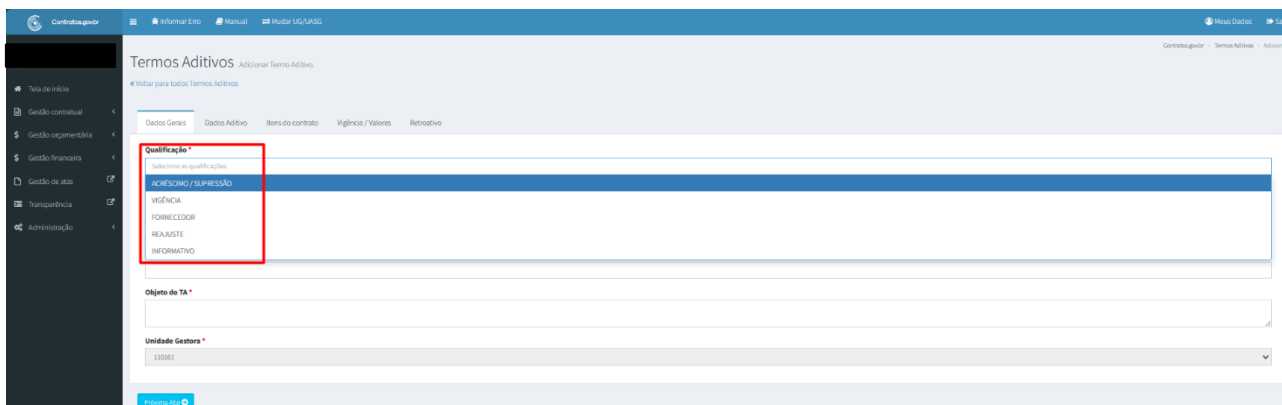 Contratos.gov.br
Informar Erro Manual Mudar UG/UASG
Meus Dados
Contratos.gov.br > Termos Aditivos >
Termos Aditivos Adicionar Termo Aditivo.
« Voltar para todos Termos Aditivos
Tela de início
Gestão contratual
Gestão orçamentária
Gestão financeira
Gestão de atas
Transparência
Administração
Dados Gerais Dados Aditivo Itens do contrato Vigência / Valores Retroativo
Qualificação *
Selecione as qualificações
ACRÉSCIMO / SUPRESSÃO
VIGÊNCIA
FORNECEDOR
REAJUSTE
INFORMATIVO
Objeto do TA *
Unidade Gestora *
110161
Próxima Aba